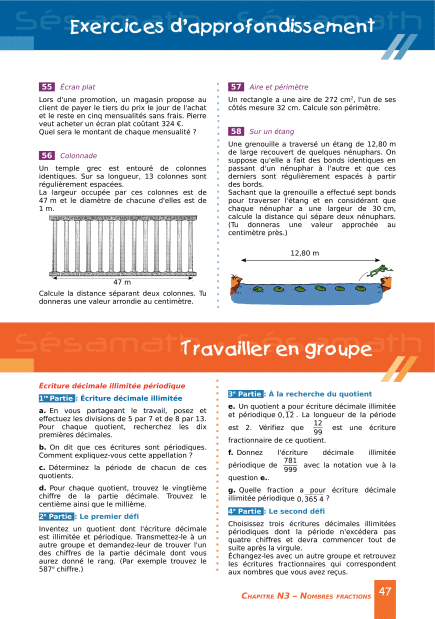 Sésamath Sésamath Sésamath
Exercices d'approfondissement
55 Écran plat
Lors d'une promotion, un magasin propose au
client de payer le tiers du prix le jour de l'achat
et le reste en cinq mensualités sans frais. Pierre
veut acheter un écran plat coûtant 324 €.
Quel sera le montant de chaque mensualité ?
56 Colonnade
Un temple grec est entouré de colonnes
identiques. Sur sa longueur, 13 colonnes sont
régulièrement espacées.
La largeur occupée par ces colonnes est de
47 m et le diamètre de chacune d'elles est de
1 m.
47 m
Calcule la distance séparant deux colonnes. Tu
donneras une valeur arrondie au centimètre.
57 Aire et périmètre
Un rectangle a une aire de 272 cm², l'un de ses
côtés mesure 32 cm. Calcule son périmètre.
58 Sur un étang
Une grenouille a traversé un étang de 12,80 m
de large recouvert de quelques nénuphars. On
suppose qu'elle a fait des bonds identiques en
passant d'un nénuphar à l'autre et que ces
derniers sont régulièrement espacés à partir
des bords.
Sachant que la grenouille a effectué sept bonds
pour traverser l'étang et en considérant que
chaque nénuphar a une largeur de 30 cm,
calcule la distance qui sépare deux nénuphars.
(Tu donneras une valeur approchée au
centimètre près.)
12,80 m
Sésamath Sésamath Sésamath
Travailler en groupe
Écriture décimale illimitée périodique
1re Partie : Écriture décimale illimitée
a. En vous partageant le travail, posez et
effectuez les divisions de 5 par 7 et de 8 par 13.
Pour chaque quotient, recherchez les dix
premières décimales.
b. On dit que ces écritures sont périodiques.
Comment expliquez-vous cette appellation ?
c. Déterminez la période de chacun de ces
quotients.
d. Pour chaque quotient, trouvez le vingtième
chiffre de la partie décimale. Trouvez le
centième ainsi que le millième.
2e Partie : Le premier défi
Inventez un quotient dont l'écriture décimale
est illimitée et périodique. Transmettez-le à un
autre groupe et demandez-leur de trouver l'un
des chiffres de la partie décimale dont vous
aurez donné le rang. (Par exemple trouvez le
587e chiffre.)
3e Partie : À la recherche du quotient
e. Un quotient a pour écriture décimale illimitée
et périodique 0,12 . La longueur de la période
est 2. Vérifiez que 12/99 est une écriture
fractionnaire de ce quotient.
f. Donnez l'écriture décimale illimitée
périodique de 781/999 avec la notation vue à la
question e..
g. Quelle fraction a pour écriture décimale
illimitée périodique 0,365 4 ?
4e Partie : Le second défi
Choisissez trois écritures décimales illimitées
périodiques dont la période n'excédera pas
quatre chiffres et devra commencer tout de
suite après la virgule.
Échangez-les avec un autre groupe et retrouvez
les écritures fractionnaires qui correspondent
aux nombres que vous avez reçus.
CHAPITRE N3 – NOMBRES FRACTIONS 47